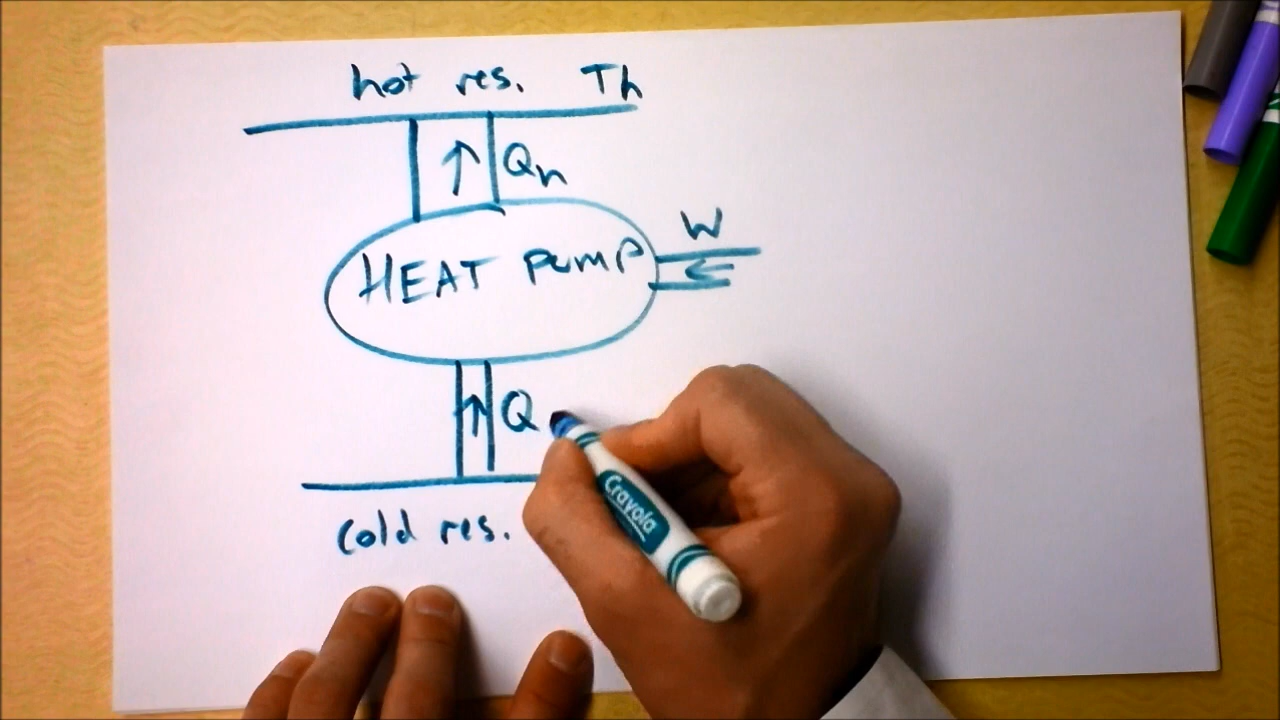 hot res. Th
Qh
W
HEAT PUMP
Q
Crayola
cold res.